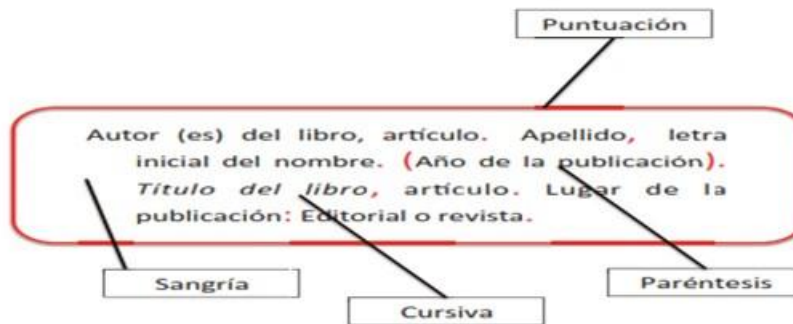 Puntuación
Autor (es) del libro, artículo. Apellido, letra
inicial del nombre. (Año de la publicación).
Título del libro, artículo. Lugar de la
publicación: Editorial o revista.
Sangría
Paréntesis
Cursiva